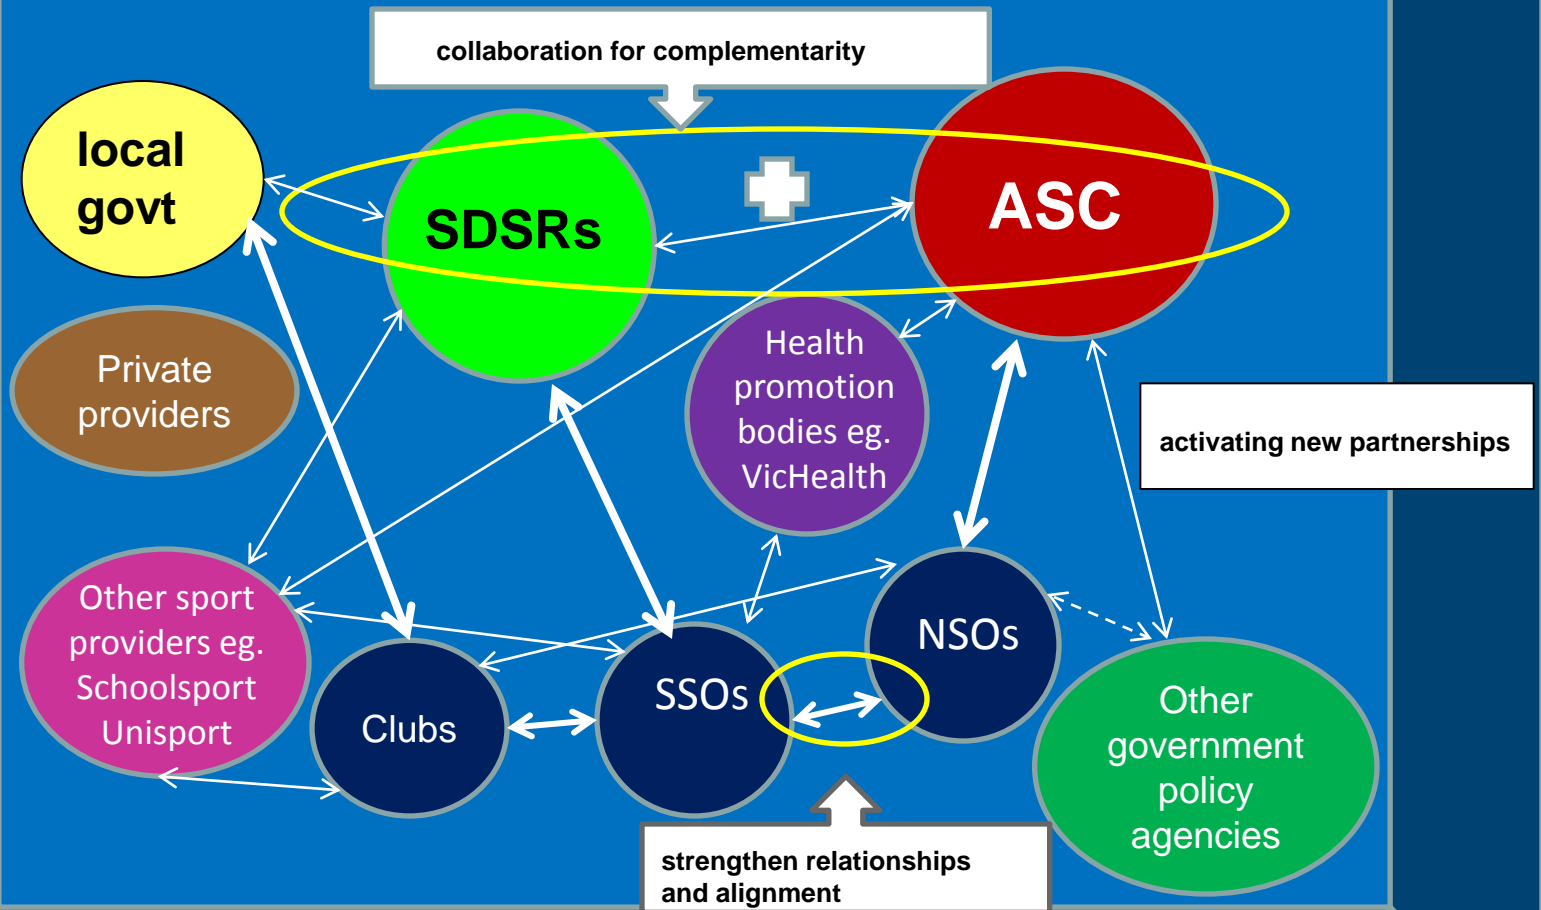 collaboration for complementarity
local
govt
SDSRs
ASC
Private
providers
Health
promotion
bodies eg.
VicHealth
activating new partnerships
Other sport
providers eg.
Schoolsport
Unisport
Clubs
SSOs
NSOs
Other
government
policy
agencies
strengthen relationships
and alignment